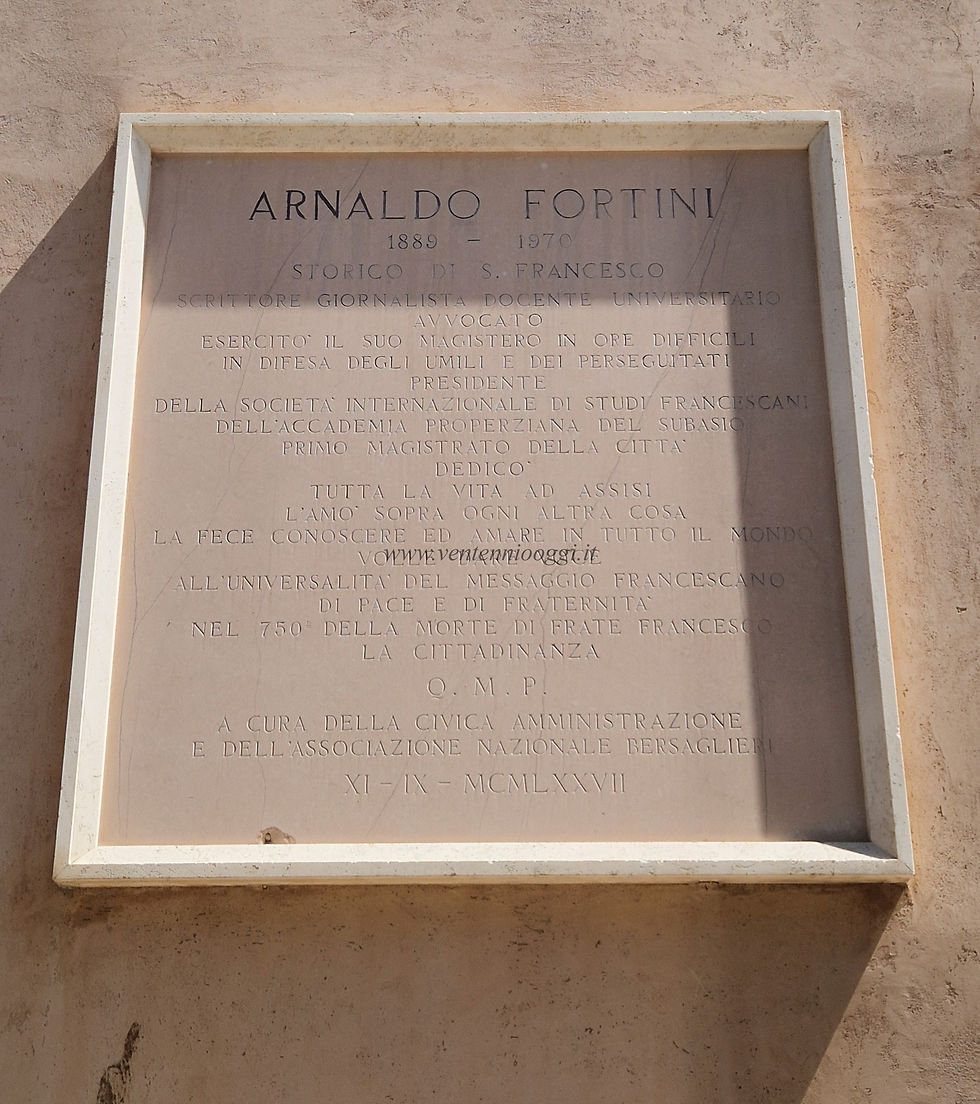 ARNALDO FORTINI
1889 – 1970
STORICO DI S. FRANCESCO
SCRITTORE GIORNALISTA DOCENTE UNIVERSITARIO
AVVOCATO
ESERCITO' IL SUO MAGISTERO IN ORE DIFFICILI
IN DIFESA DEGLI UMILI E DEI PERSEGUITATI
PRESIDENTE
DELLA SOCIETA' INTERNAZIONALE DI STUDI FRANCESCANI
DELL'ACCADEMIA PROPERZIANA DEL SUBASIO
PRIMO MAGISTRATO DELLA CITTA'
DEDICO'
TUTTA LA VITA AD ASSISI
L'AMO' SOPRA OGNI ALTRA COSA
LA FECE CONOSCERE ED AMARE IN TUTTO IL MONDO
www.ventenniooggi.it
VOLLE DARE
ALL'UNIVERSALITA' DEL MESSAGGIO FRANCESCANO
DI PACE E DI FRATERNITA'
NEL 750° DELLA MORTE DI FRATE FRANCESCO
LA CITTADINANZA
Q. M. P.
A CURA DELLA CIVICA AMMINISTRAZIONE
E DELL'ASSOCIAZIONE NAZIONALE BERSAGLIERI
XI – IX – MCMLXXVII